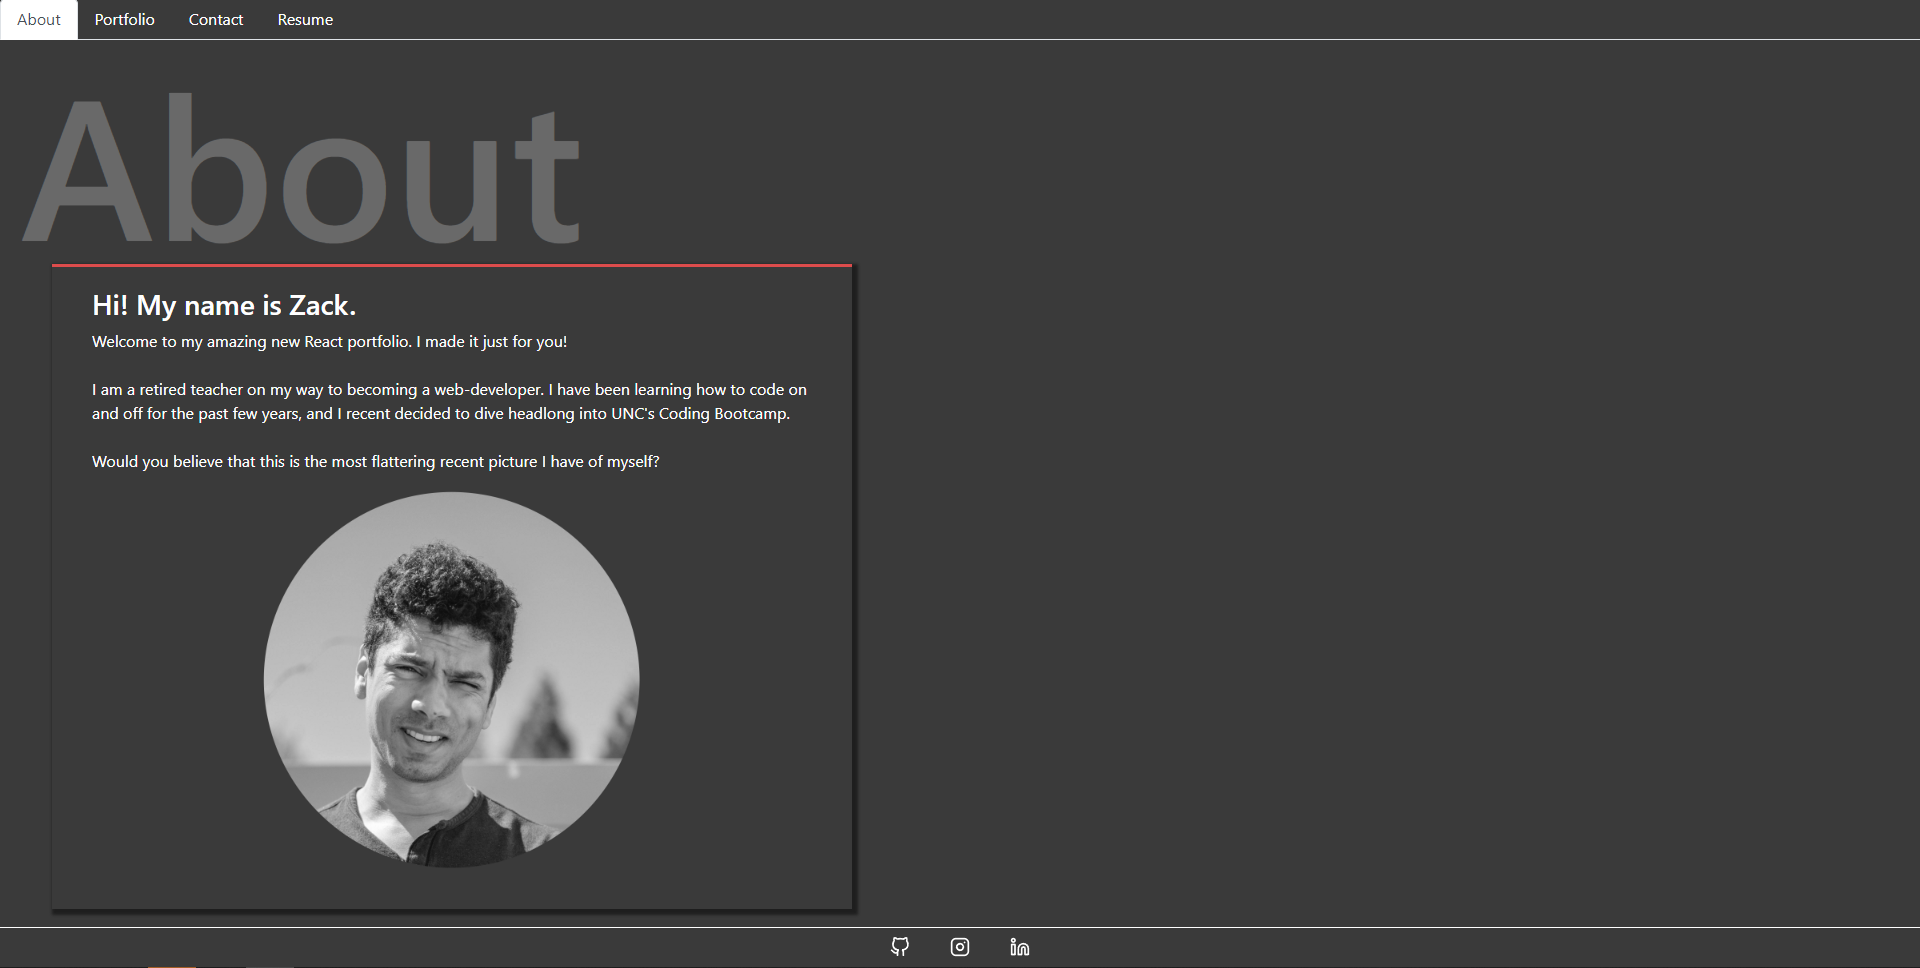 About Portfolio Contact Resume
About
Hi! My name is Zack.
Welcome to my amazing new React portfolio. I made it just for you!
I am a retired teacher on my way to becoming a web-developer. I have been learning how to code on
and off for the past few years, and I recent decided to dive headlong into UNC's Coding Bootcamp.
Would you believe that this is the most flattering recent picture I have of myself?